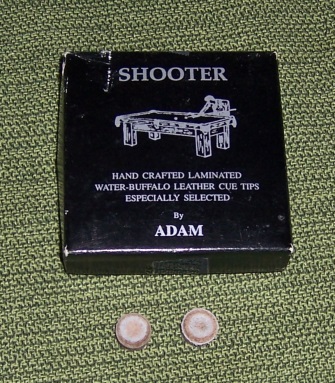 SHOOTER
HAND CRAFTED LAMINATED
WATER-BUFFALO LEATHER CUE TIPS
ESPECIALLY SELECTED
By
ADAM